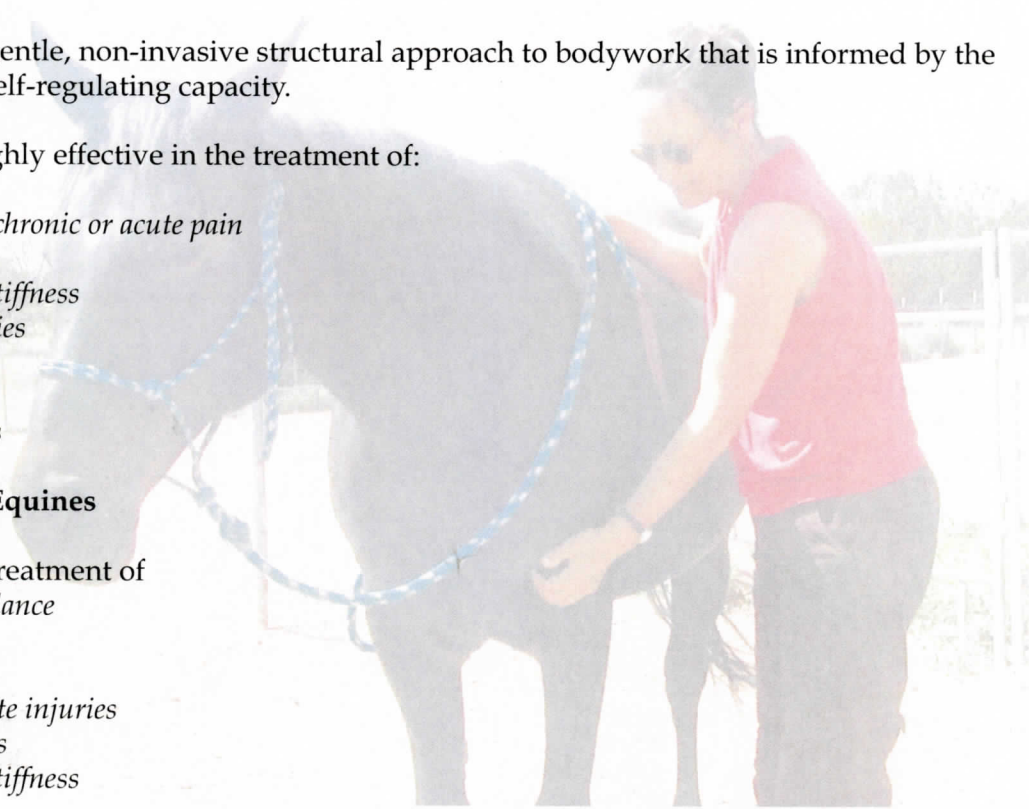 entle, non-invasive structural approach to bodywork that is informed by the
elf-regulating capacity.
ghly effective in the treatment of:
chronic or acute pain
tiffness
ies
s
Equines
reatment of
lance
te injuries
s
tiffness